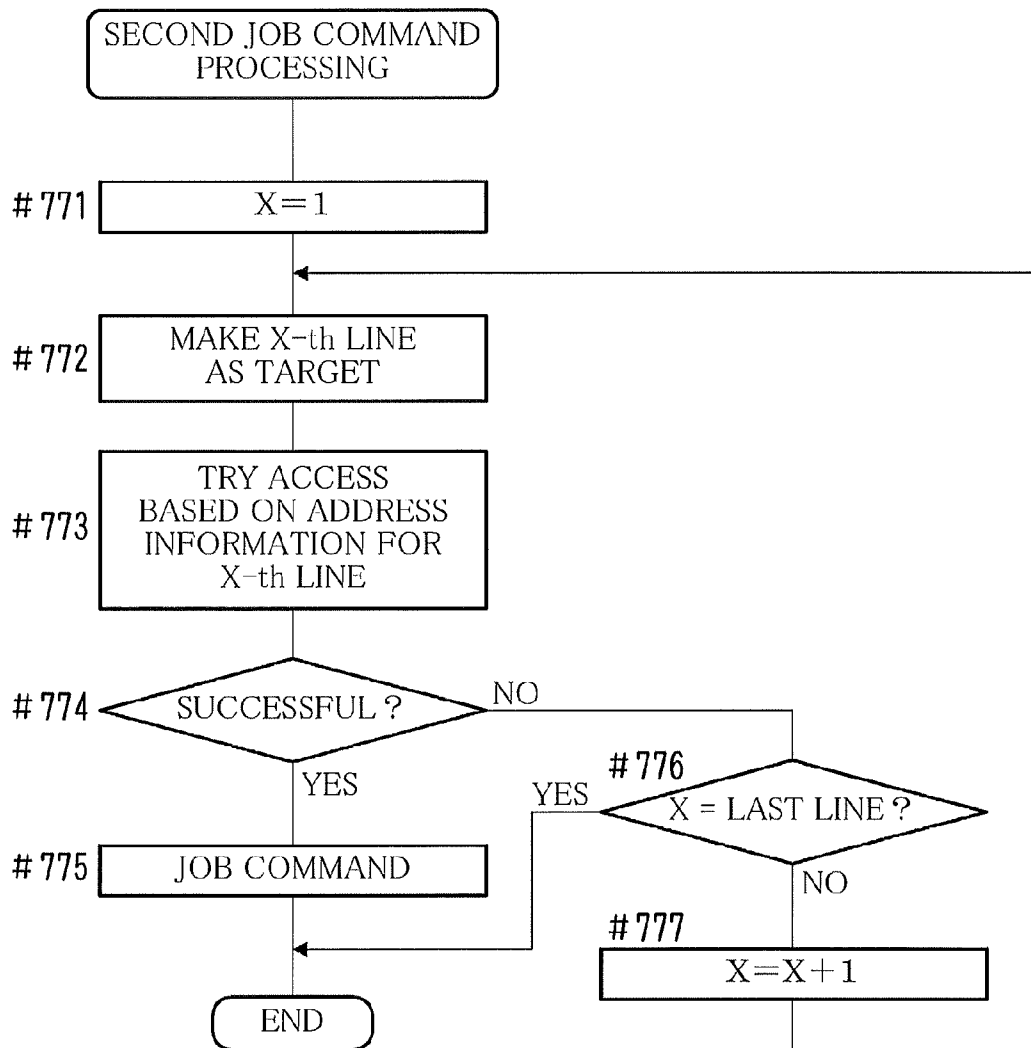 SECOND JOB COMMAND
PROCESSING
#771
X=1
#772
MAKE X-th LINE
AS TARGET
#773
TRY ACCESS
BASED ON ADDRESS
INFORMATION FOR
X-th LINE
#774
SUCCESSFUL?
NO
YES
#776
X = LAST LINE?
YES
NO
#775
JOB COMMAND
#777
X=X+1
END